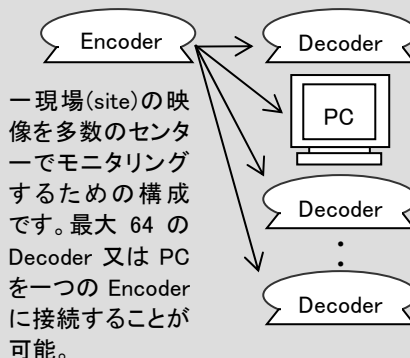 Encoder
Decoder
PC
Decoder
Decoder
一現場(site)の映
像を多数のセンタ
ーでモニタリング
するための構成
です。最大 64 の
Decoder 又は PC
を一つの Encoder
に接続することが
可能。